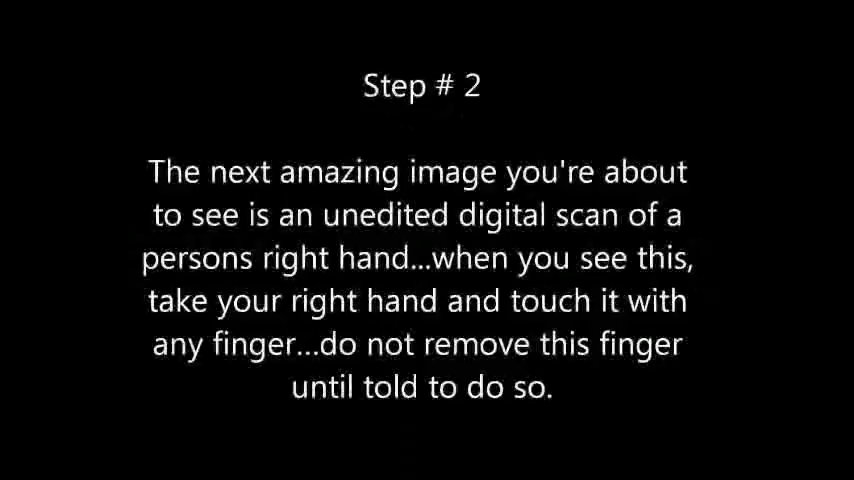 Step # 2
The next amazing image you're about
to see is an unedited digital scan of a
persons right hand...when you see this,
take your right hand and touch it with
any finger...do not remove this finger
until told to do so.